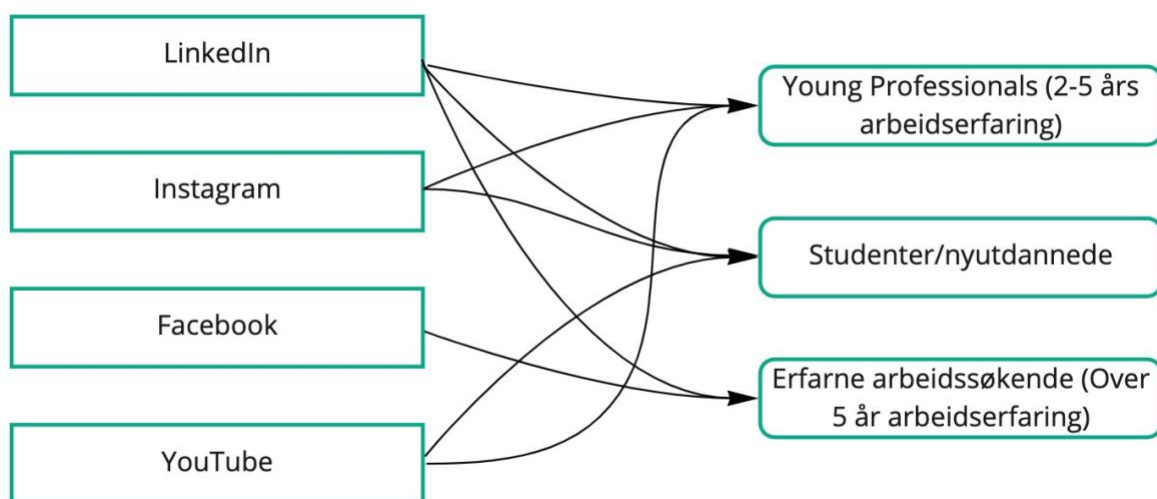 LinkedIn
Instagram
Facebook
YouTube
Young Professionals (2-5 års
arbeidserfaring)
Studenter/nyutdannede
Erfarne arbeidssøkende (Over
5 år arbeidserfaring)